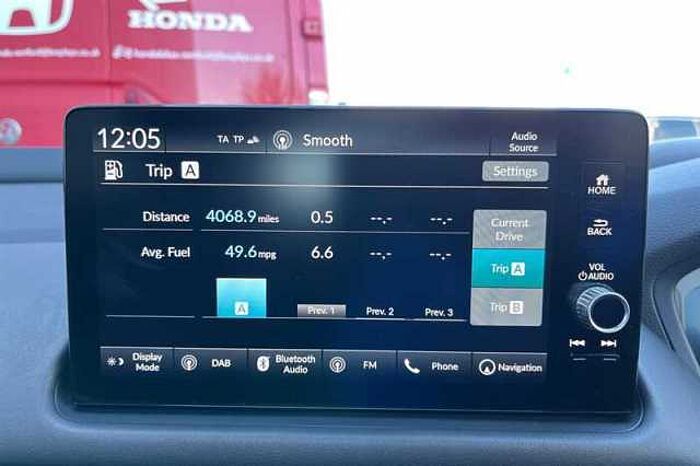 HONDA
12:05
TA TP
Smooth
Audio
Source
Trip A
Settings
HOME
Distance 4068.9 miles 0.5 --.- --.-
Current
Drive
BACK
Avg. Fuel 49.6 mpg 6.6 --.- --.-
Trip A
VOL
AUDIO
A
Prev. 1 Prev. 2 Prev. 3
Trip B
Display
Mode
DAB
Bluetooth
Audio
FM
Phone
Navigation